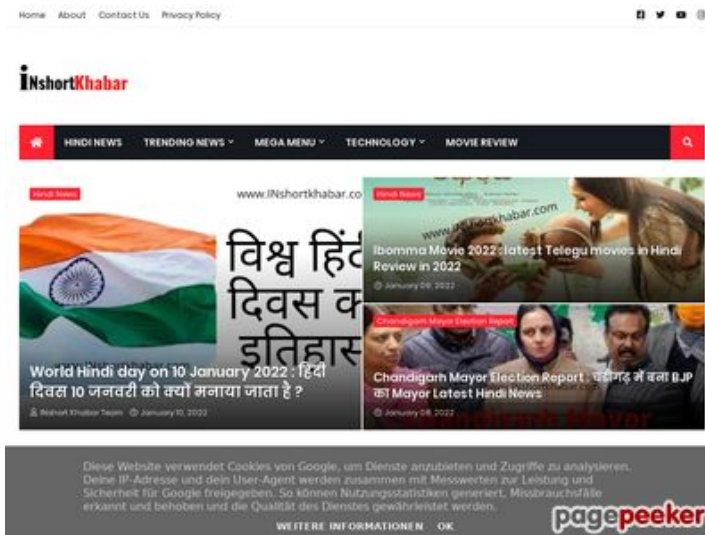 Home About Contact Us Privacy Policy
iNshortKhabar
HINDI NEWS TRENDING NEWS MEGA MENU TECHNOLOGY MOVIE REVIEW
Hindi News
www.INshortkhabar.co
विश्व हिंदी
दिवस क
इतिहास
World Hindi day on 10 January 2022 : हिंदी
दिवस 10 जनवरी को क्यों मनाया जाता है ?
INshort Khabar Team January 10, 2022
Hindi News
www.INshortkhabar.com
Ibomma Movie 2022 : latest Telegu movies in Hindi
Review in 2022
January 09, 2022
Chandigarh Mayor Election Report
Chandigarh Mayor Election Report : चंडीगढ़ में बना BJP
का Mayor Latest Hindi News
January 08, 2022
Chandigarh Mayor
Diese Website verwendet Cookies von Google, um Dienste anzubieten und Zugriffe zu analysieren.
Deine IP-Adresse und dein User-Agent werden zusammen mit Messwerten zur Leistung und
Sicherheit für Google freigegeben. So können Nutzungsstatistiken generiert, Missbrauchsfälle
erkannt und behoben und die Qualität des Dienstes gewährleistet werden.
WEITERE INFORMATIONEN OK
pagepeeker